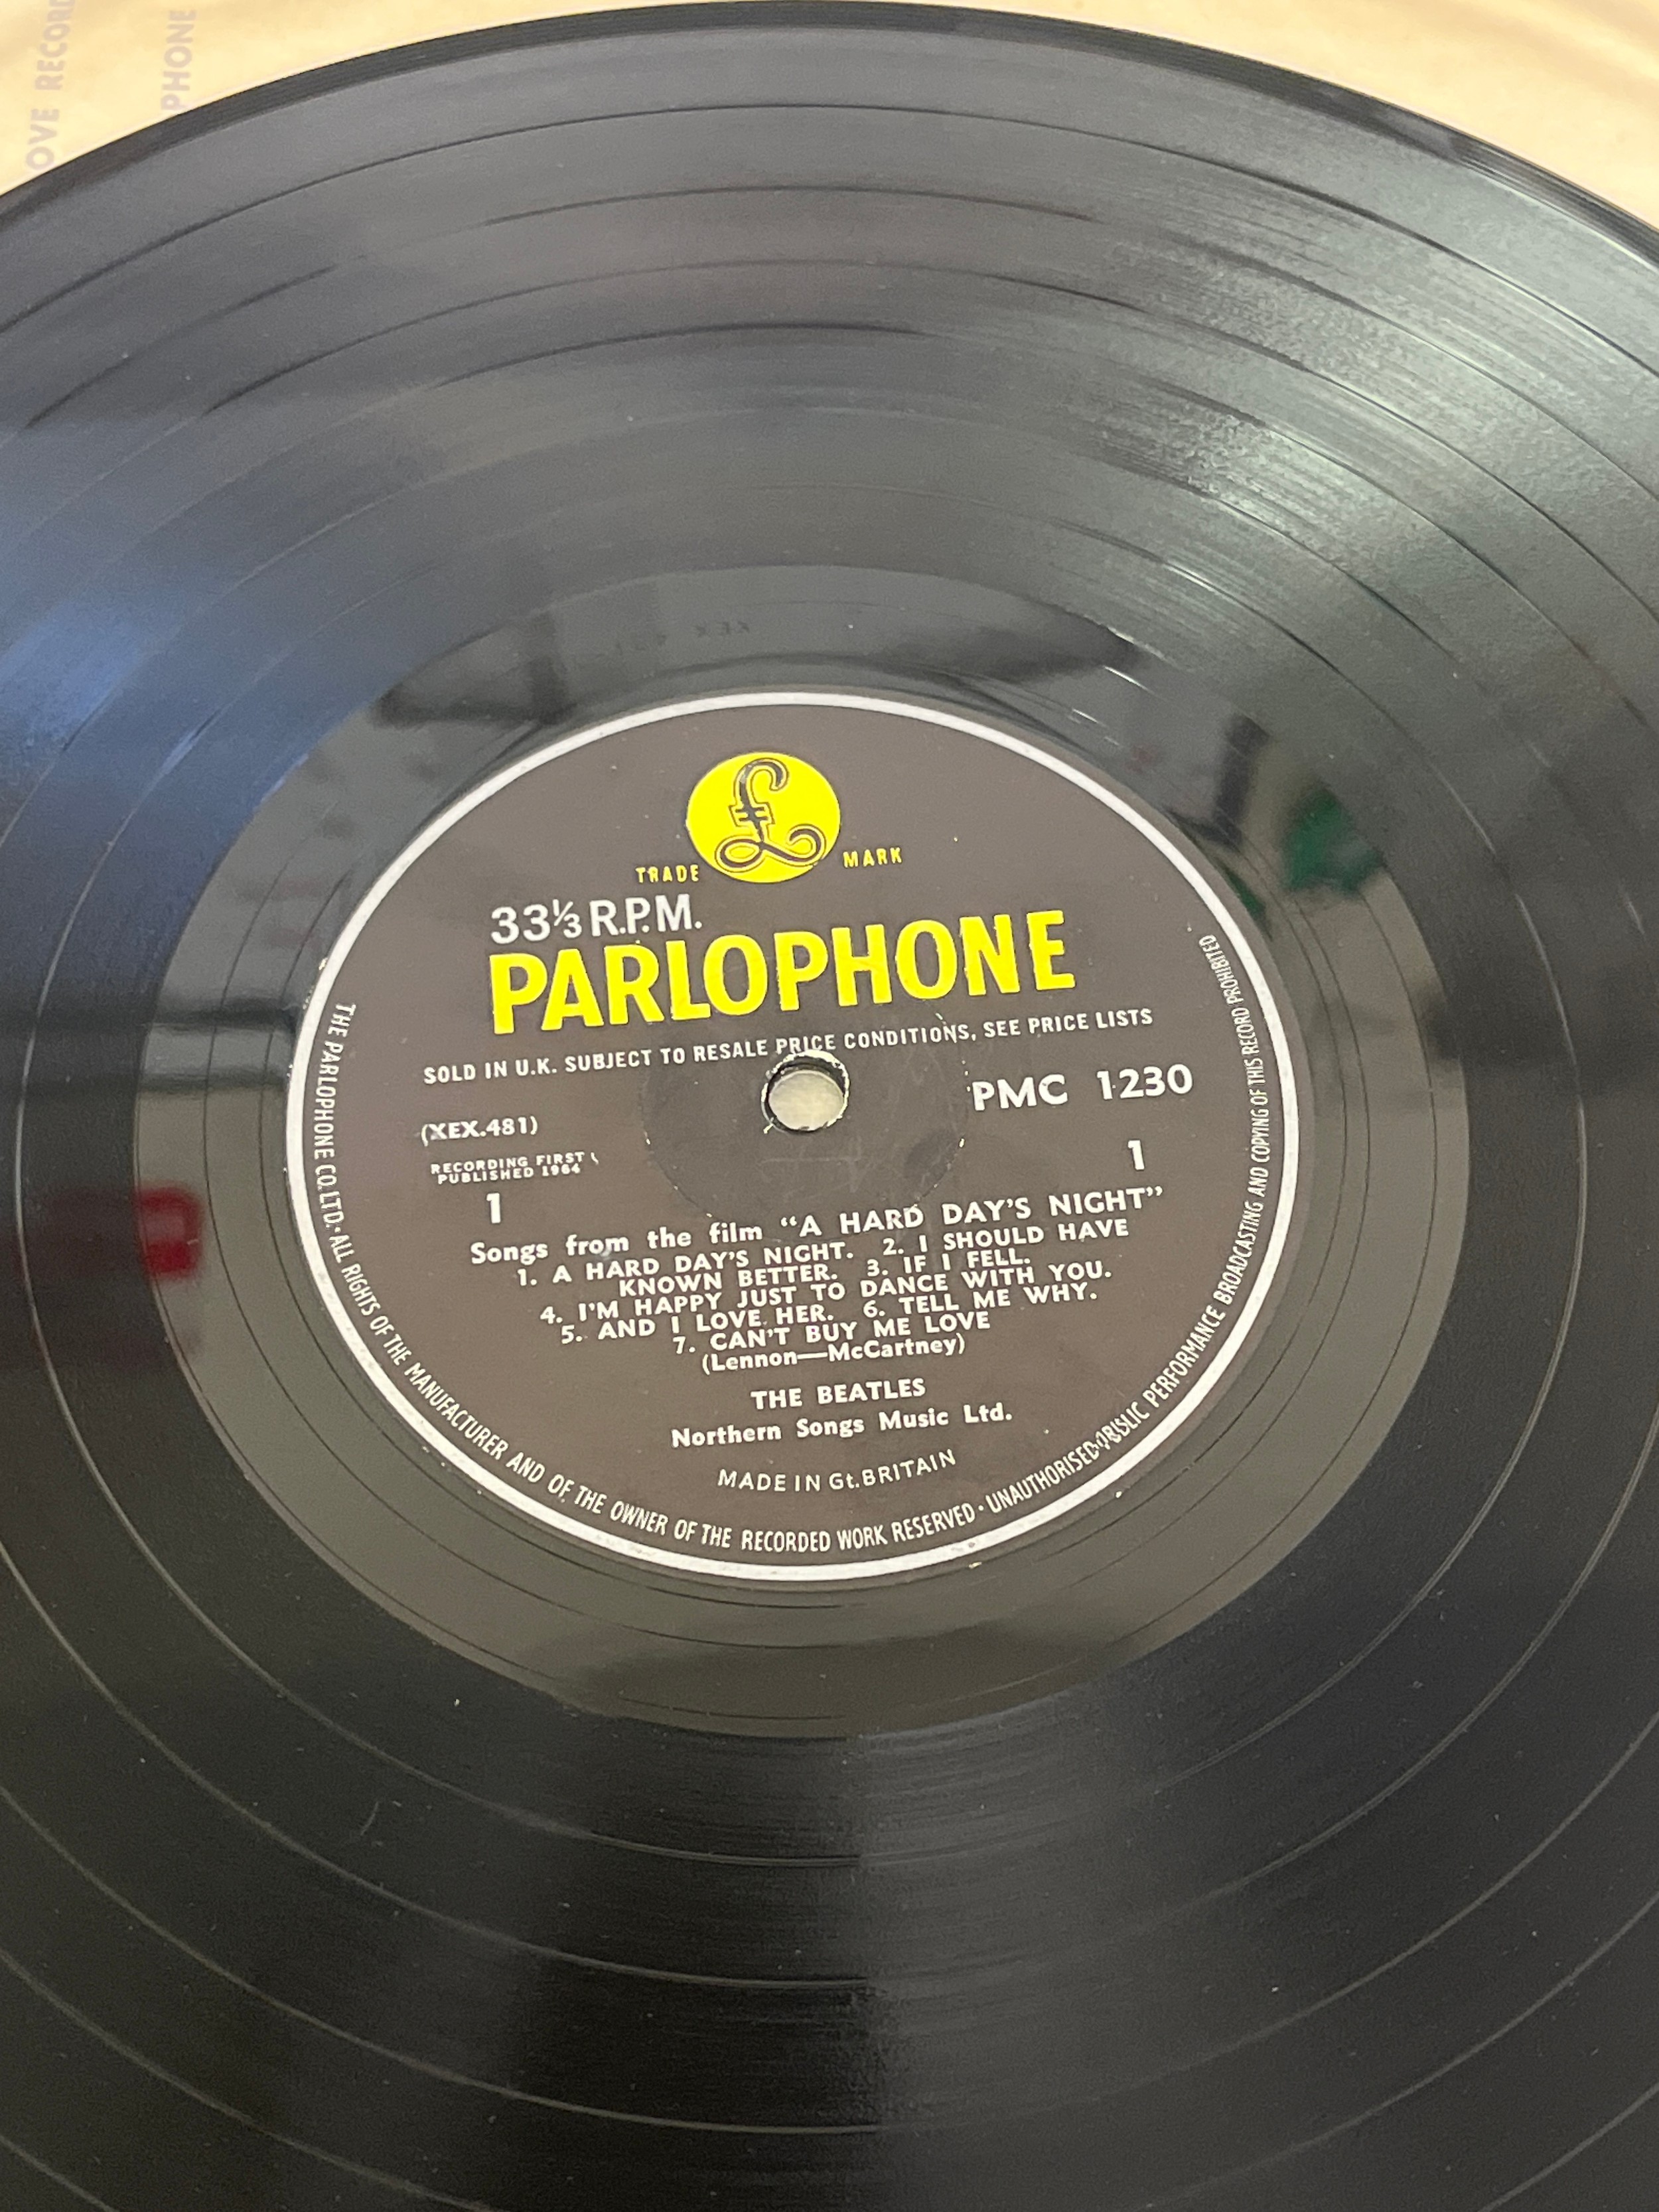 OVE RECORD
PHONE
TRADE MARK
33⅓ R.P.M.
PARLOPHONE
SOLD IN U.K. SUBJECT TO RESALE PRICE CONDITIONS, SEE PRICE LISTS
PMC 1230
(XEX.481)
RECORDING FIRST
PUBLISHED 1964
1 1
Songs from the film “A HARD DAY'S NIGHT”
1. A HARD DAY'S NIGHT. 2. I SHOULD HAVE
KNOWN BETTER. 3. IF I FELL.
4. I'M HAPPY JUST TO DANCE WITH YOU.
5. AND I LOVE HER. 6. TELL ME WHY.
7. CAN'T BUY ME LOVE
(Lennon—McCartney)
THE BEATLES
Northern Songs Music Ltd.
MADE IN Gt. BRITAIN
THE PARLOPHONE CO. LTD. · ALL RIGHTS OF THE MANUFACTURER AND OF THE OWNER OF THE RECORDED WORK RESERVED · UNAUTHORISED PUBLIC PERFORMANCE BROADCASTING AND COPYING OF THIS RECORD PROHIBITED